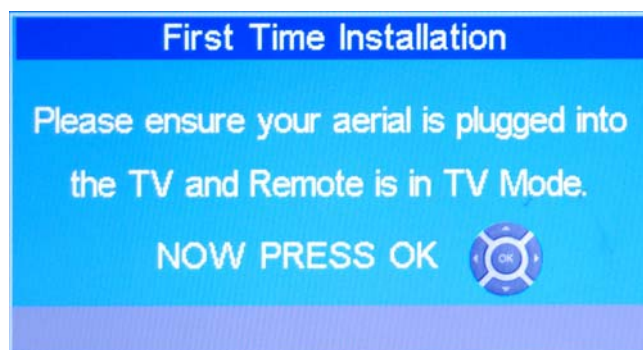 First Time Installation
Please ensure your aerial is plugged into
the TV and Remote is in TV Mode.
NOW PRESS OK
OK